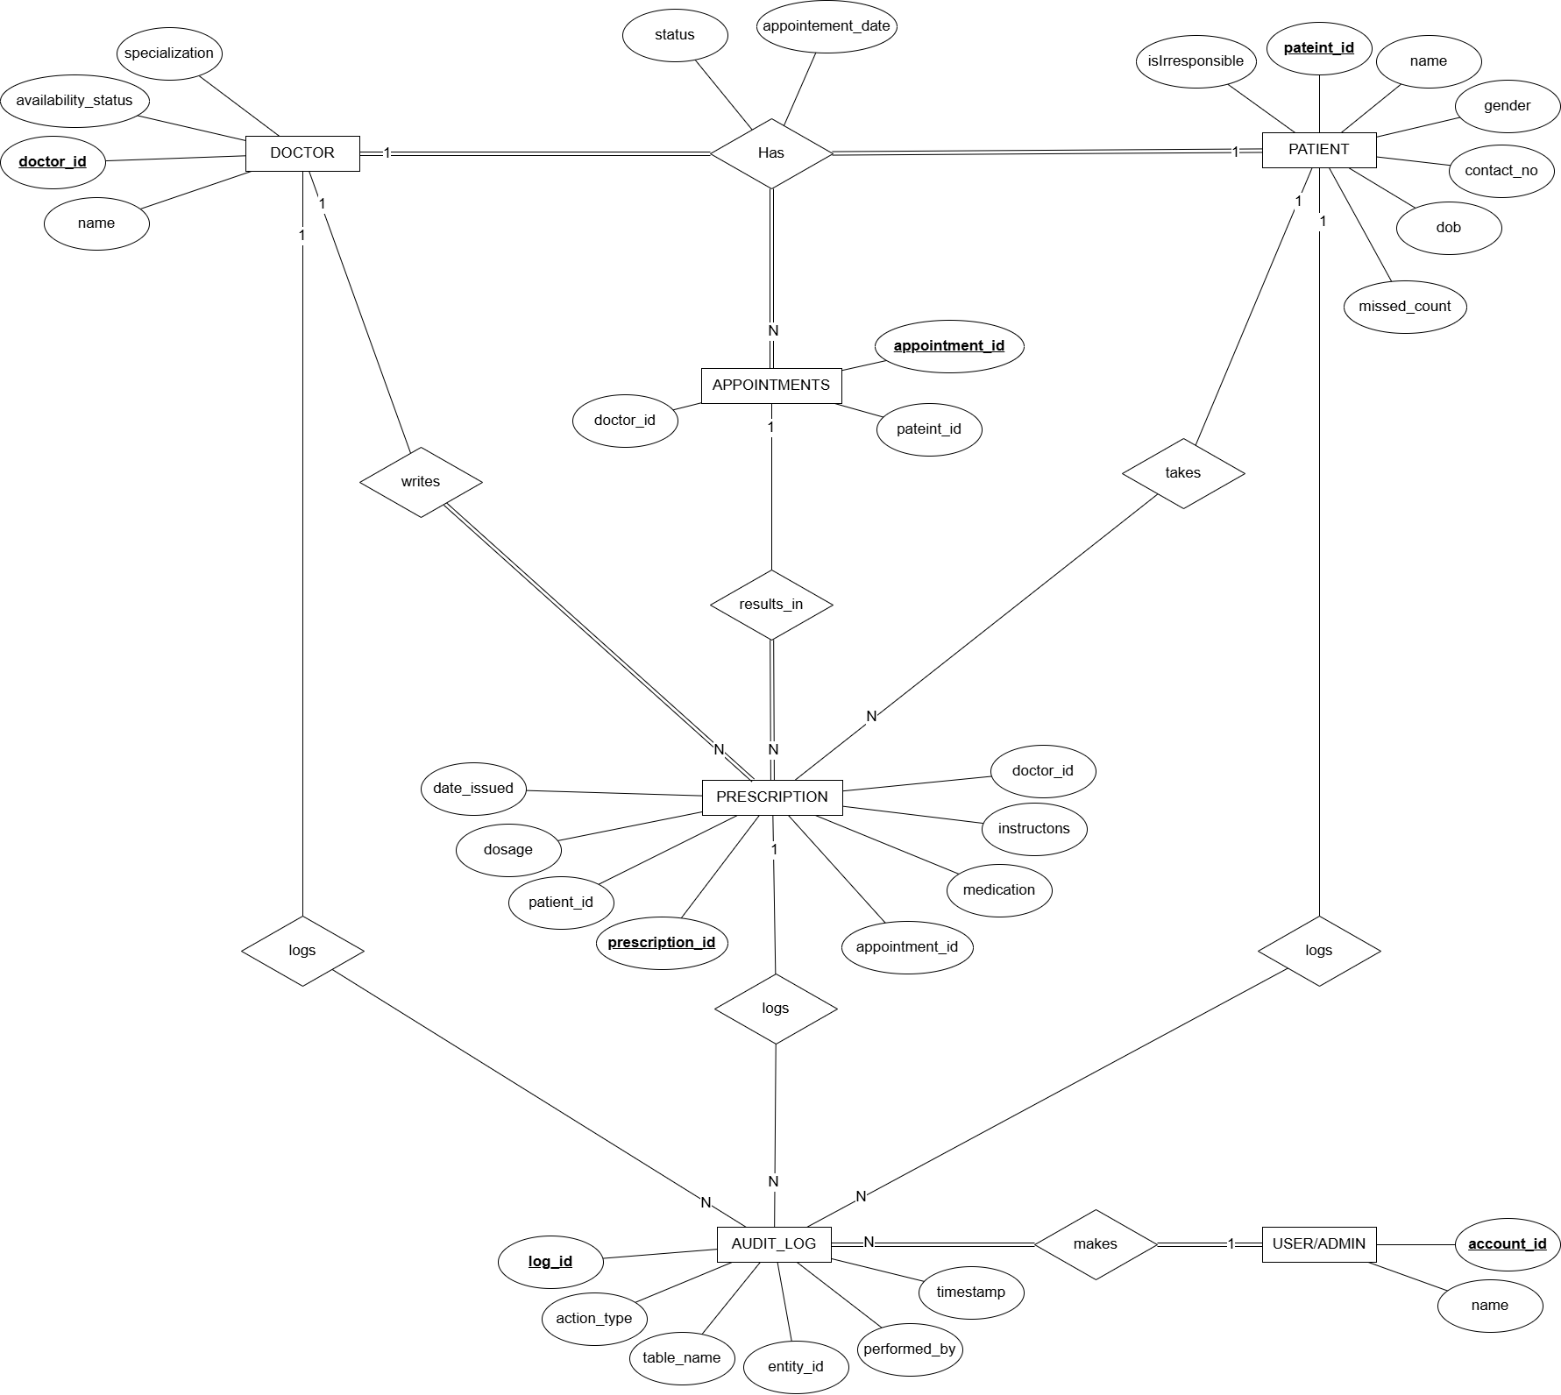 status
appointement_date
specialization
isIrresponsible
pateint_id
name
availability_status
gender
doctor_id
DOCTOR
1
Has
1
PATIENT
contact_no
name
1
1
1
1
dob
missed_count
N
appointment_id
APPOINTMENTS
doctor_id
1
pateint_id
writes
takes
results_in
N
N
N
date_issued
PRESCRIPTION
doctor_id
instructons
dosage
1
patient_id
medication
prescription_id
appointment_id
logs
logs
logs
N
N
N
log_id
AUDIT_LOG
N
makes
1
USER/ADMIN
account_id
action_type
timestamp
name
table_name
entity_id
performed_by